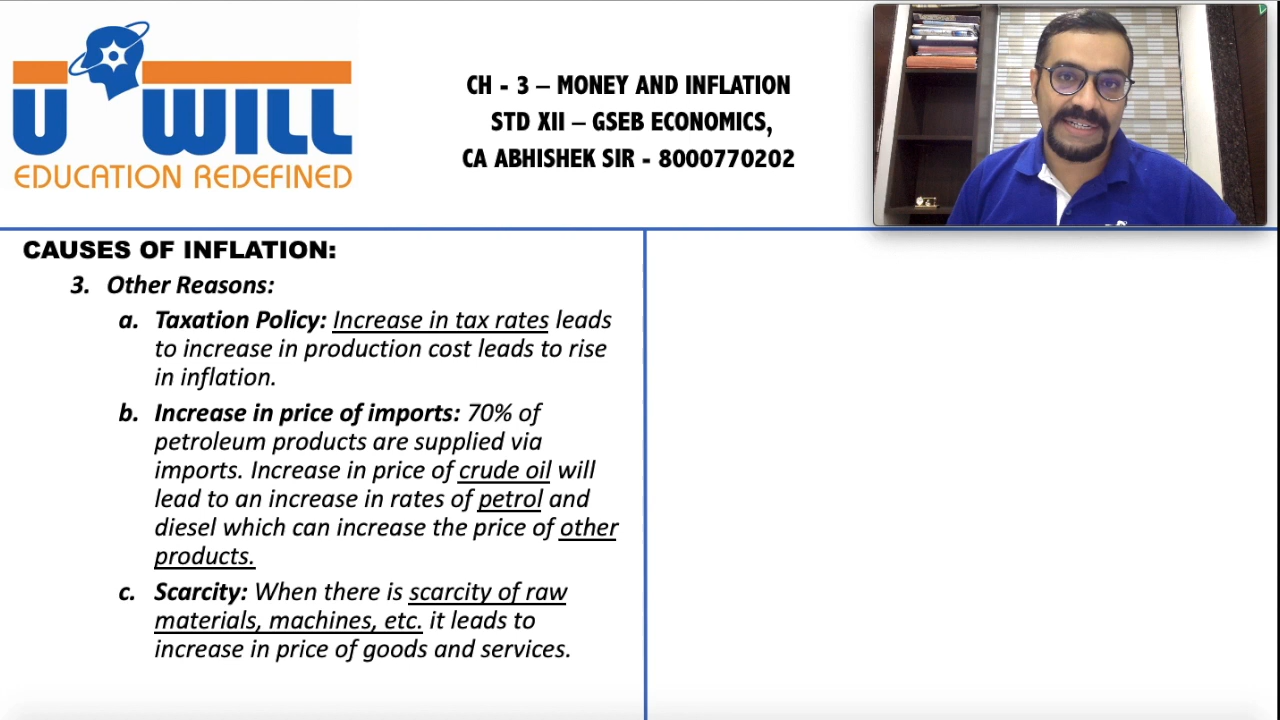 U WILL
EDUCATION REDEFINED
CH - 3 – MONEY AND INFLATION
STD XII – GSEB ECONOMICS,
CA ABHISHEK SIR - 8000770202
CAUSES OF INFLATION:
3. Other Reasons:
a. Taxation Policy: Increase in tax rates leads
to increase in production cost leads to rise
in inflation.
b. Increase in price of imports: 70% of
petroleum products are supplied via
imports. Increase in price of crude oil will
lead to an increase in rates of petrol and
diesel which can increase the price of other
products.
c. Scarcity: When there is scarcity of raw
materials, machines, etc. it leads to
increase in price of goods and services.